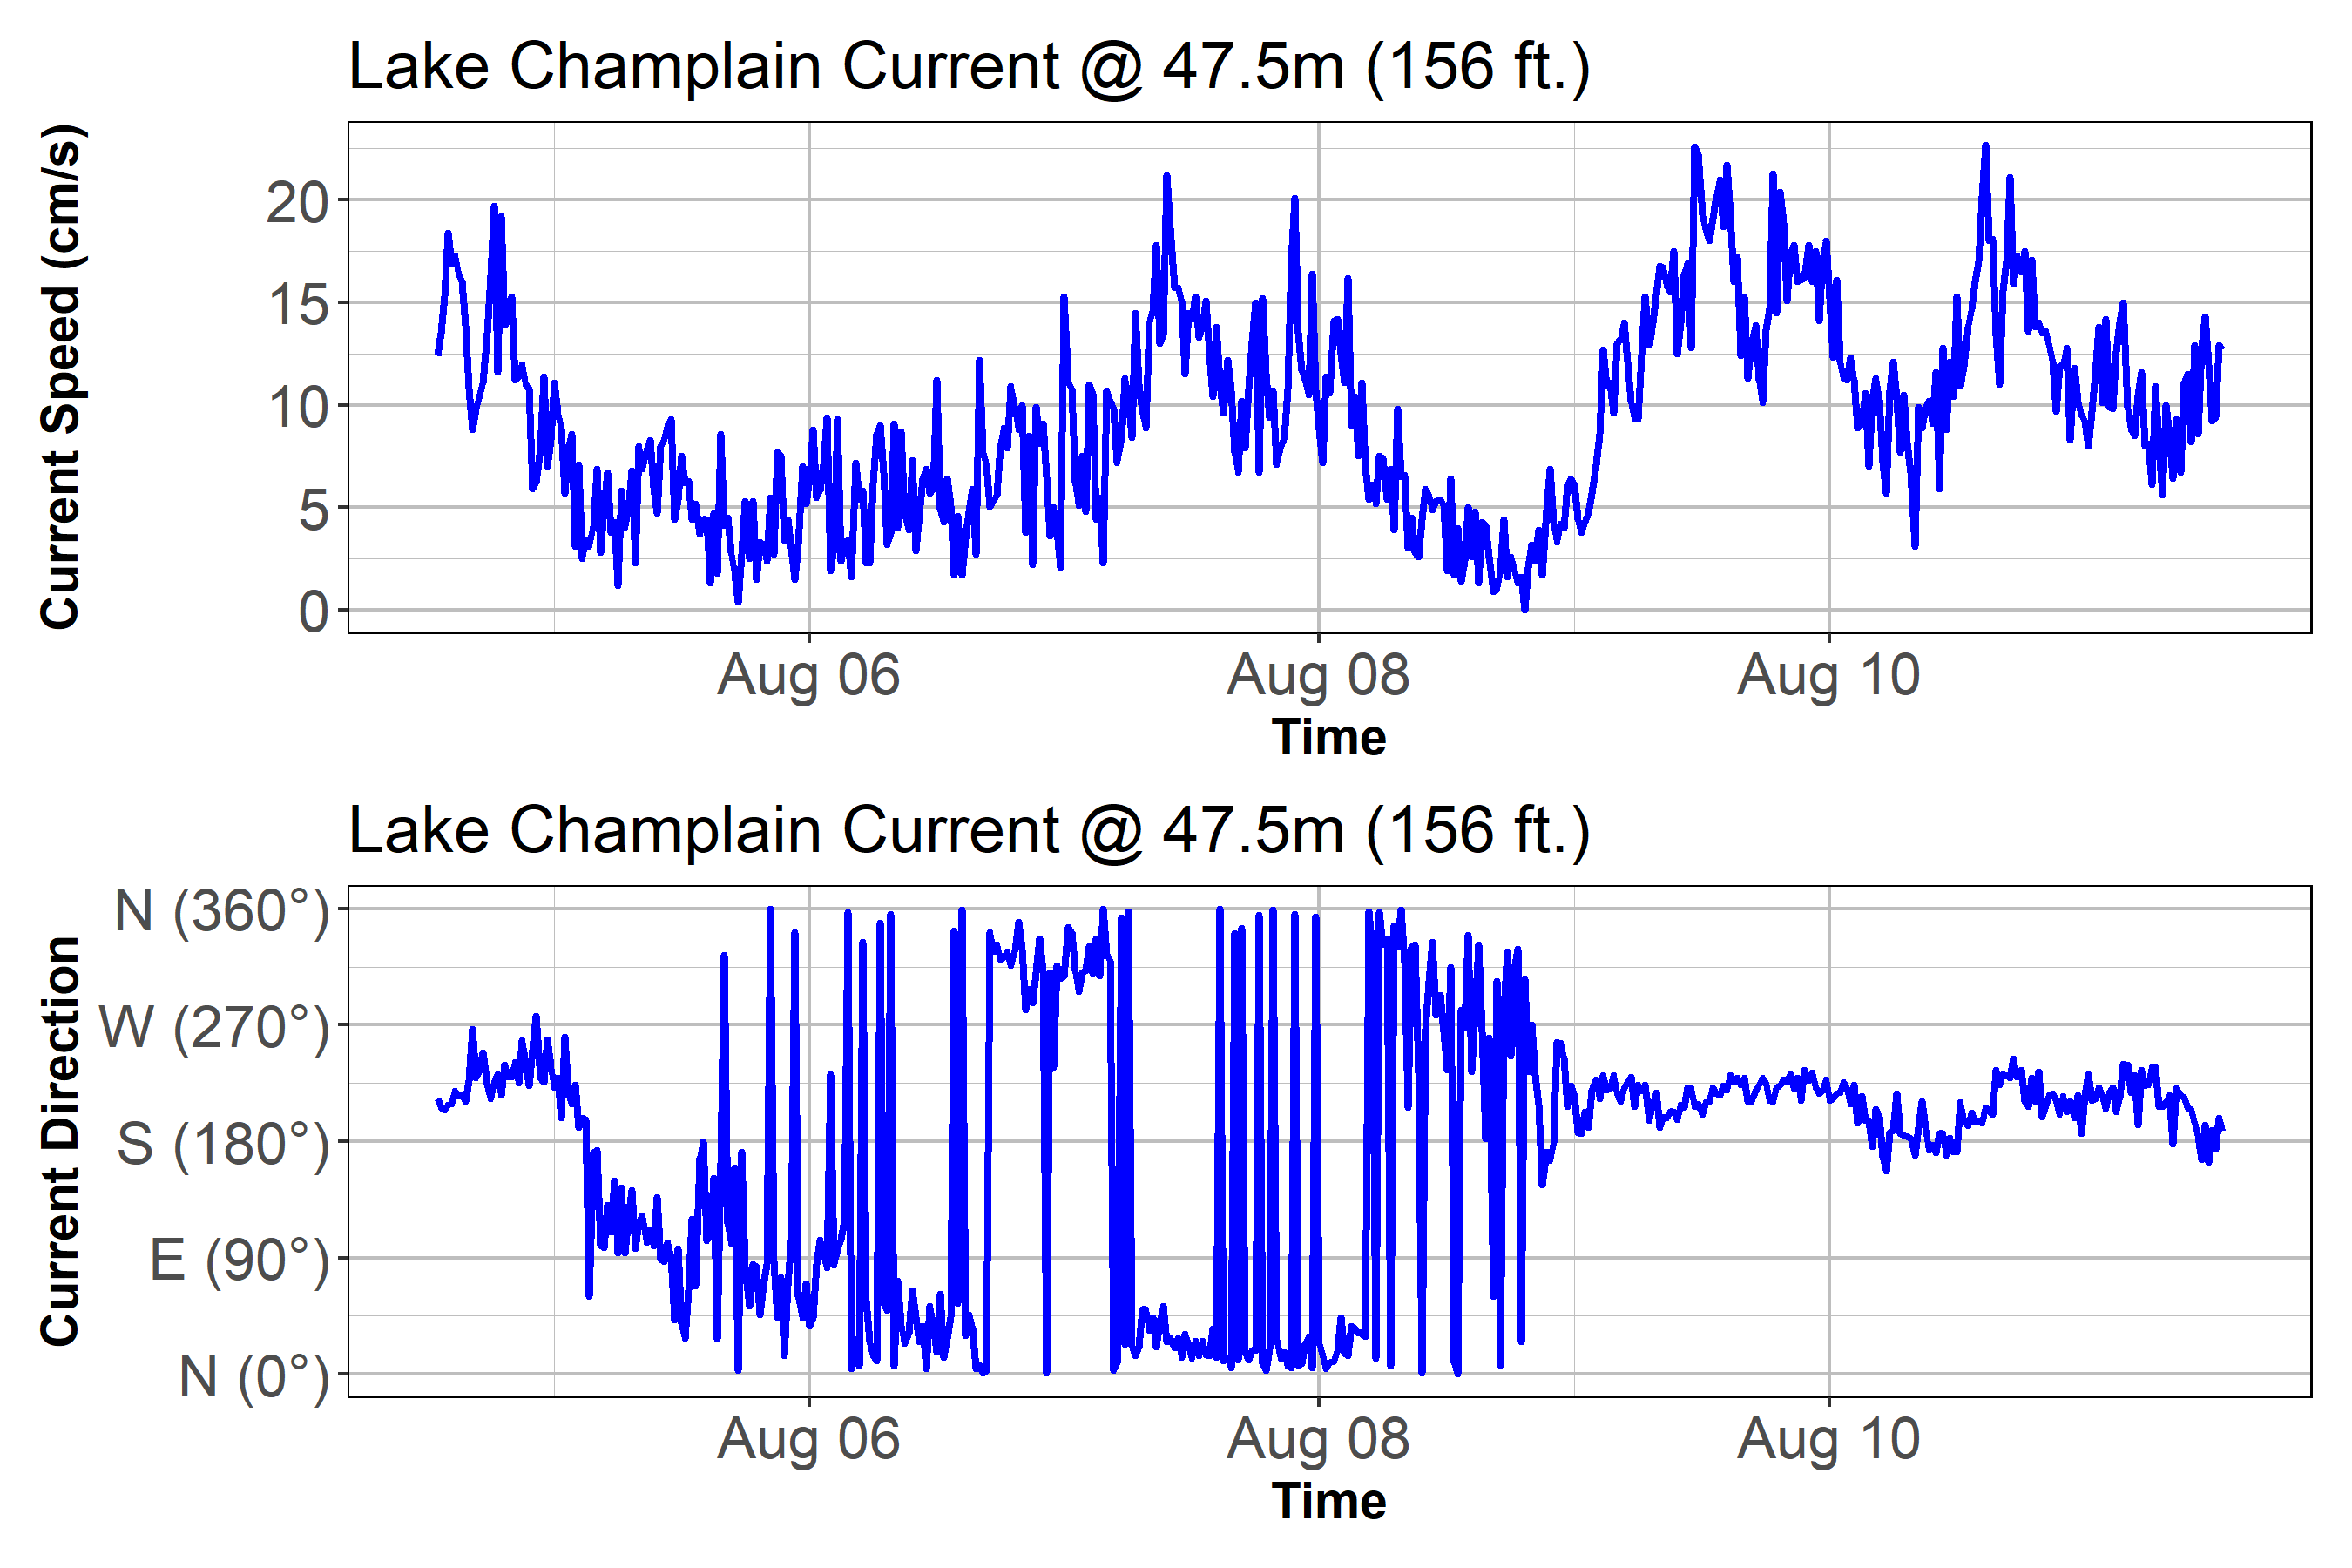 Lake Champlain Current @ 47.5m (156 ft.)
Current Speed (cm/s)
20
15
10
5
0
Aug 06 Aug 08 Aug 10
Time
Lake Champlain Current @ 47.5m (156 ft.)
Current Direction
N (360°)
W (270°)
S (180°)
E (90°)
N (0°)
Aug 06 Aug 08 Aug 10
Time